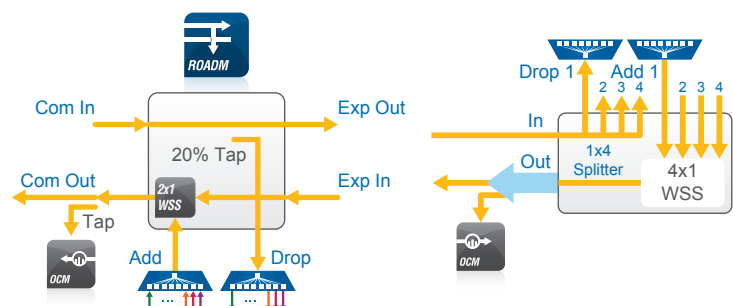 ROADM
Com In
Exp Out
20% Tap
Com Out
2x1
WSS
Exp In
Tap
OCM
Add
Drop
...
...
Drop 1
Add 1
2
3
4
2
3
4
In
1x4
Splitter
Out
4x1
WSS
OCM